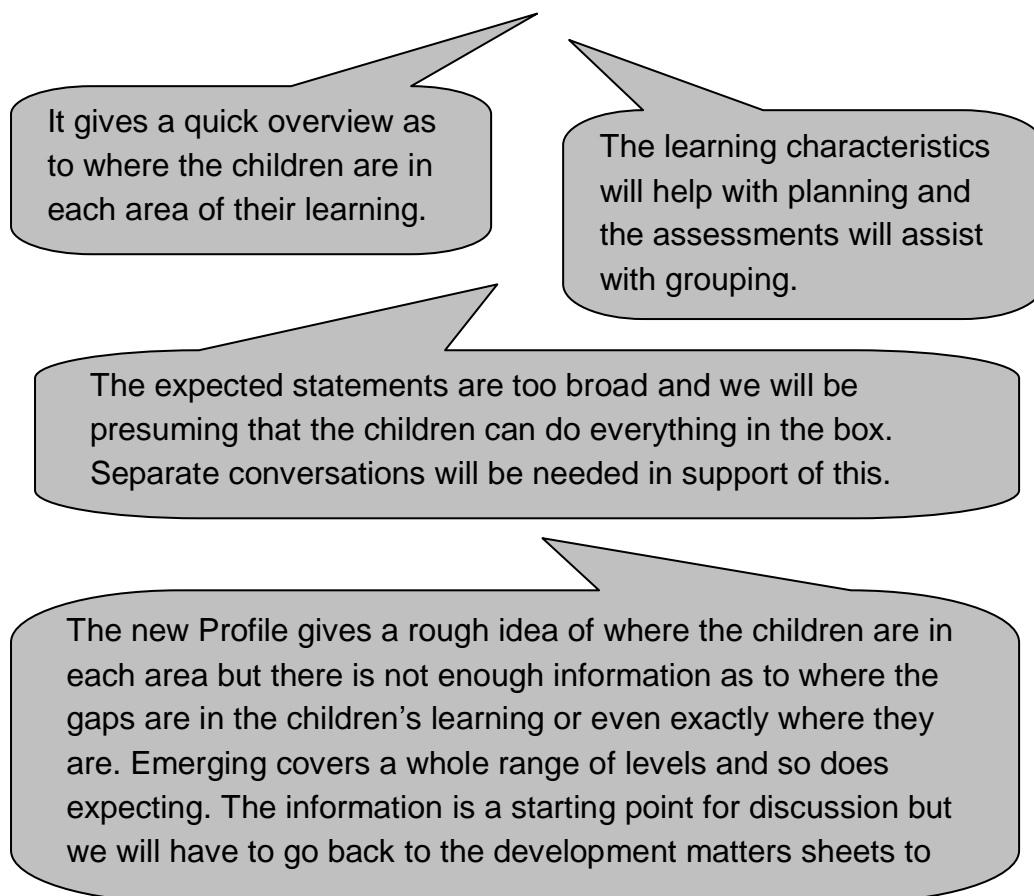 It gives a quick overview as
to where the children are in
each area of their learning.
The learning characteristics
will help with planning and
the assessments will assist
with grouping.
The expected statements are too broad and we will be
presuming that the children can do everything in the box.
Separate conversations will be needed in support of this.
The new Profile gives a rough idea of where the children are in
each area but there is not enough information as to where the
gaps are in the children’s learning or even exactly where they
are. Emerging covers a whole range of levels and so does
expecting. The information is a starting point for discussion but
we will have to go back to the development matters sheets to